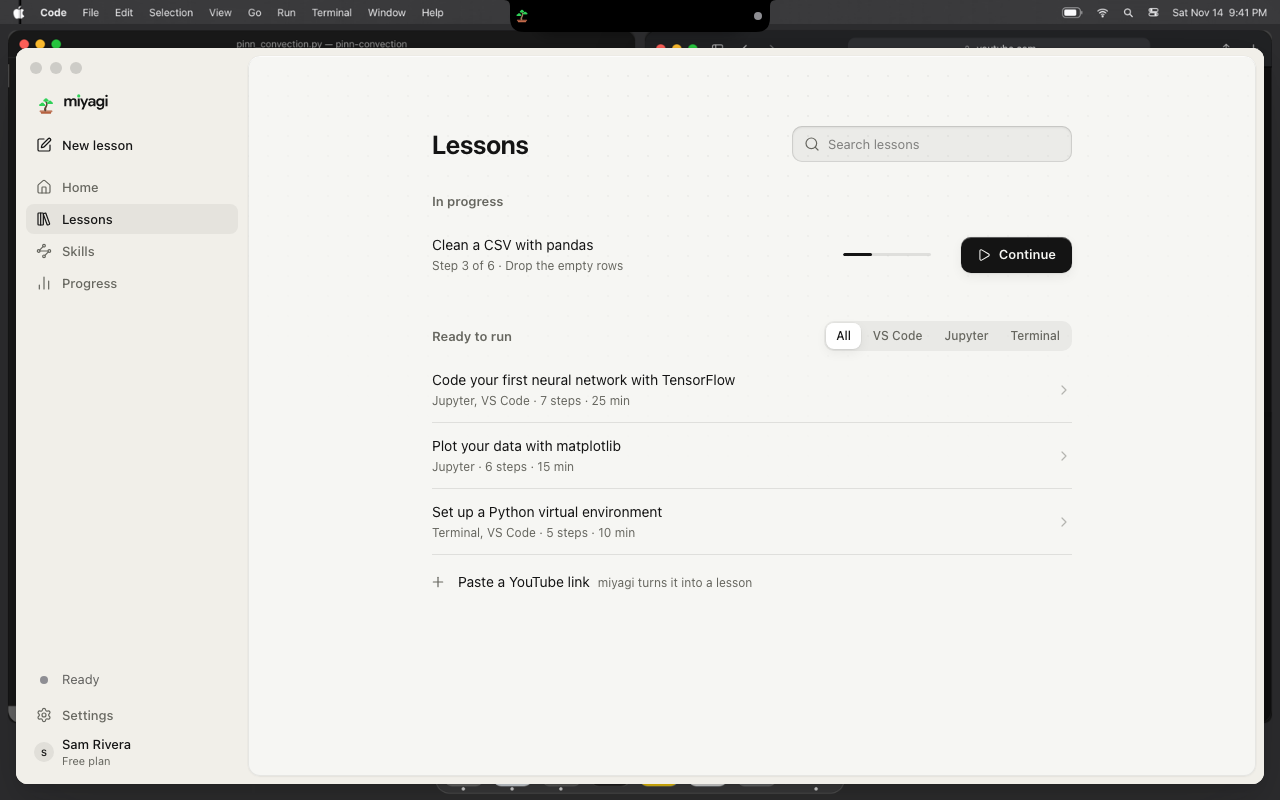 Code File Edit Selection View Go Run Terminal Window Help
Sat Nov 14 9:41 PM
pinn_convection.py — pinn-convection
miyagi
New lesson
Home
Lessons
Skills
Progress
Ready
Settings
S
Sam Rivera
Free plan
Lessons
Search lessons
In progress
Clean a CSV with pandas
Step 3 of 6 · Drop the empty rows
Continue
Ready to run
All VS Code Jupyter Terminal
Code your first neural network with TensorFlow
Jupyter, VS Code · 7 steps · 25 min
Plot your data with matplotlib
Jupyter · 6 steps · 15 min
Set up a Python virtual environment
Terminal, VS Code · 5 steps · 10 min
Paste a YouTube link miyagi turns it into a lesson